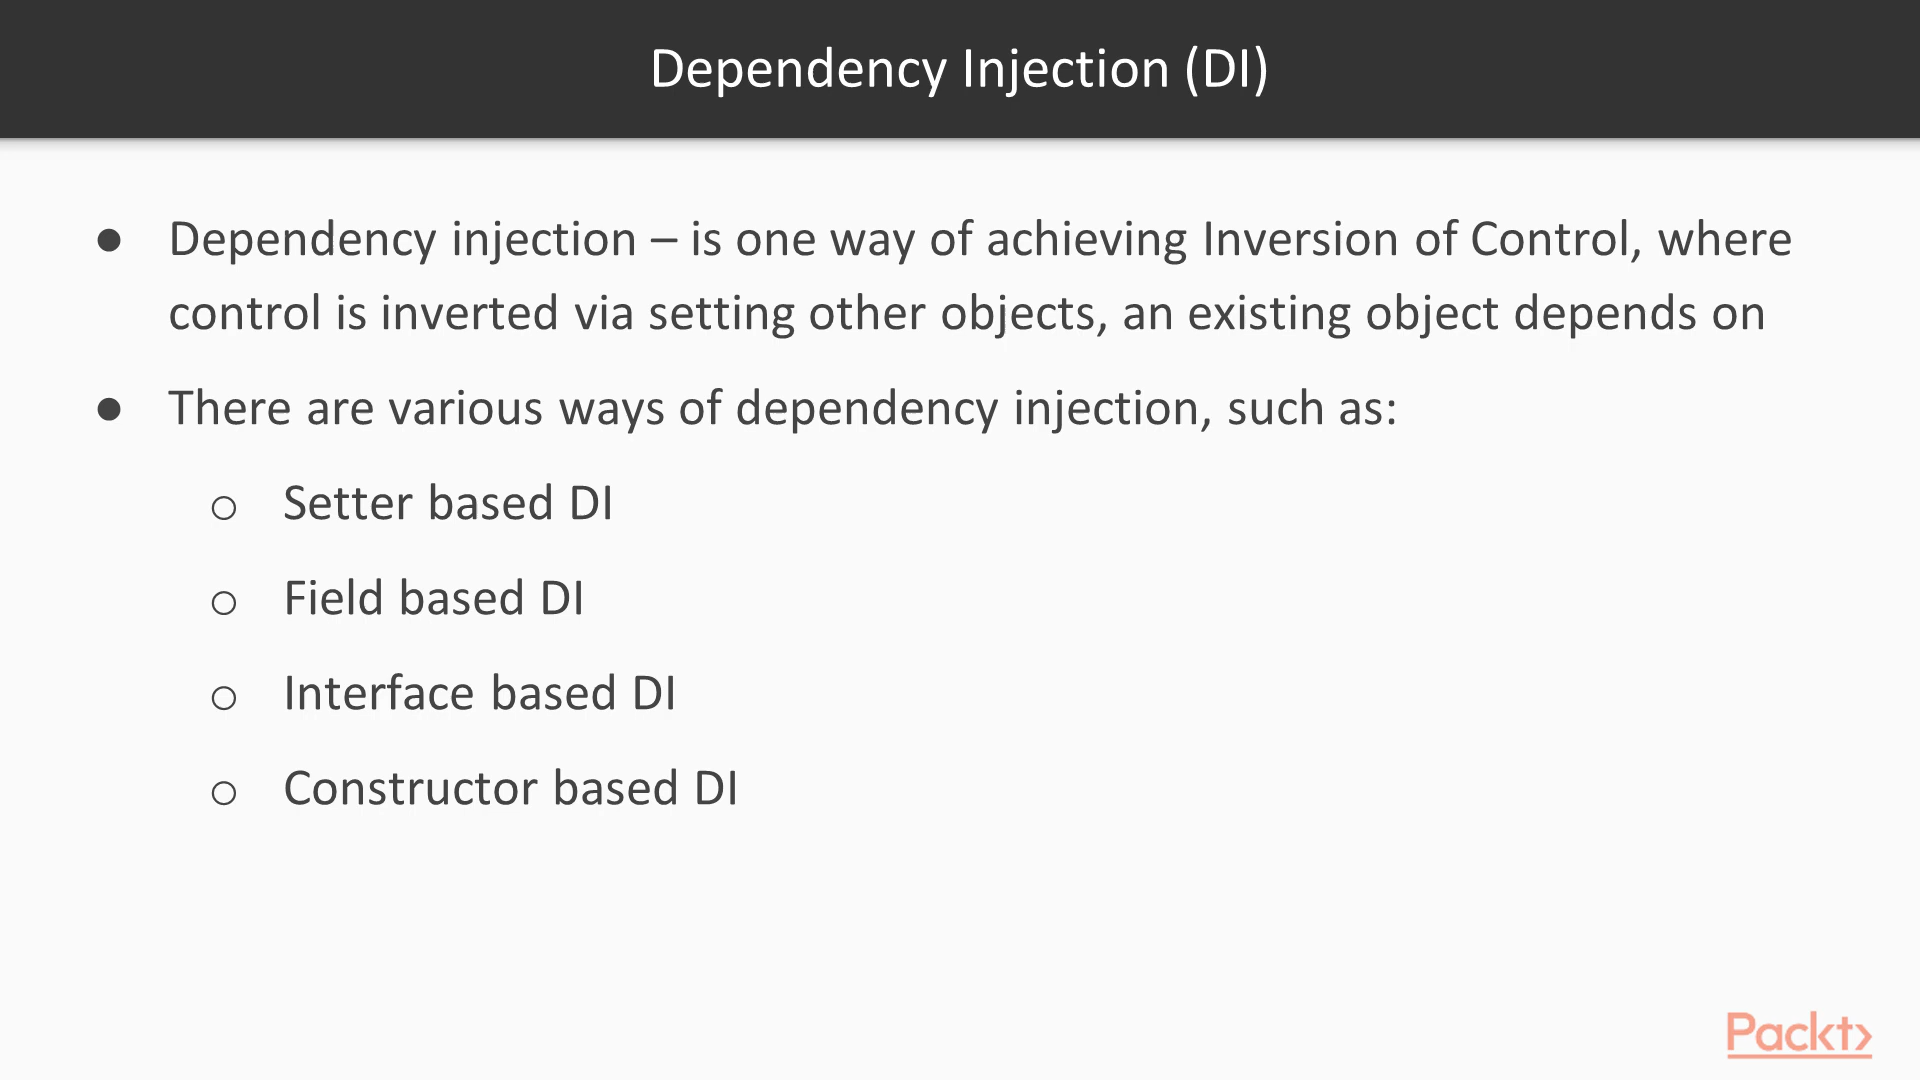 Dependency Injection (DI)
● Dependency injection – is one way of achieving Inversion of Control, where
control is inverted via setting other objects, an existing object depends on
● There are various ways of dependency injection, such as:
○ Setter based DI
○ Field based DI
○ Interface based DI
○ Constructor based DI
Packt>